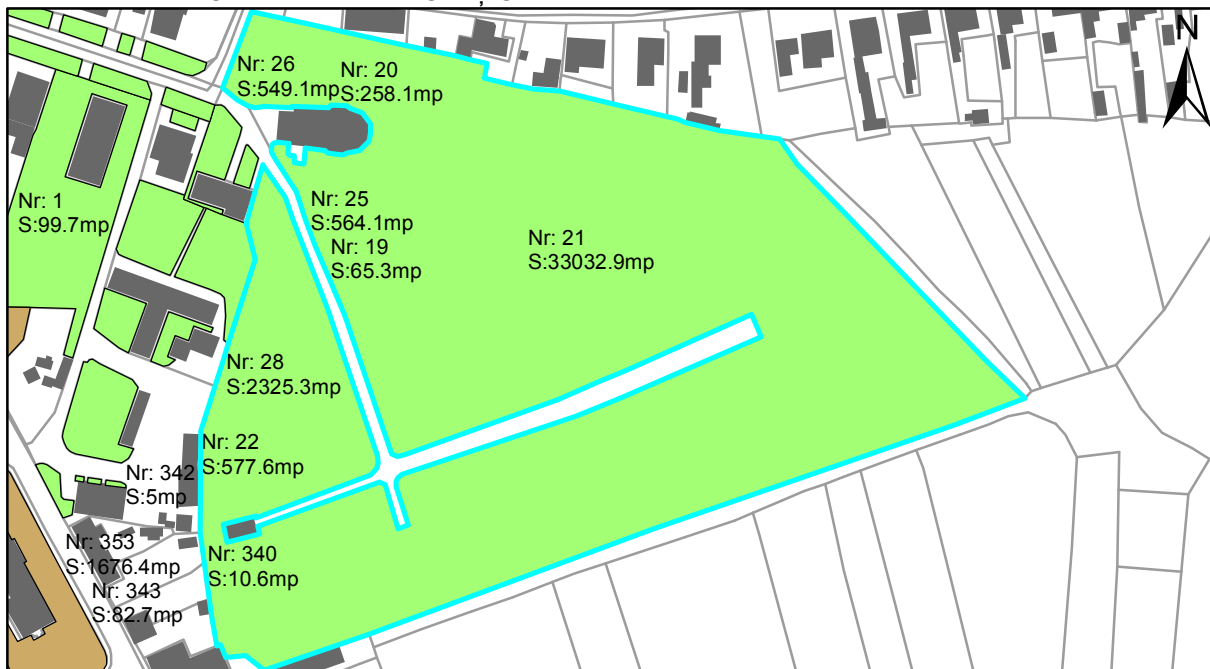 N
Nr: 26
S:549.1mp
Nr: 20
S:258.1mp
Nr: 1
S:99.7mp
Nr: 25
S:564.1mp
Nr: 19
S:65.3mp
Nr: 21
S:33032.9mp
Nr: 28
S:2325.3mp
Nr: 22
S:577.6mp
Nr: 342
S:5mp
Nr: 353
S:1676.4mp
Nr: 343
S:82.7mp
Nr: 340
S:10.6mp